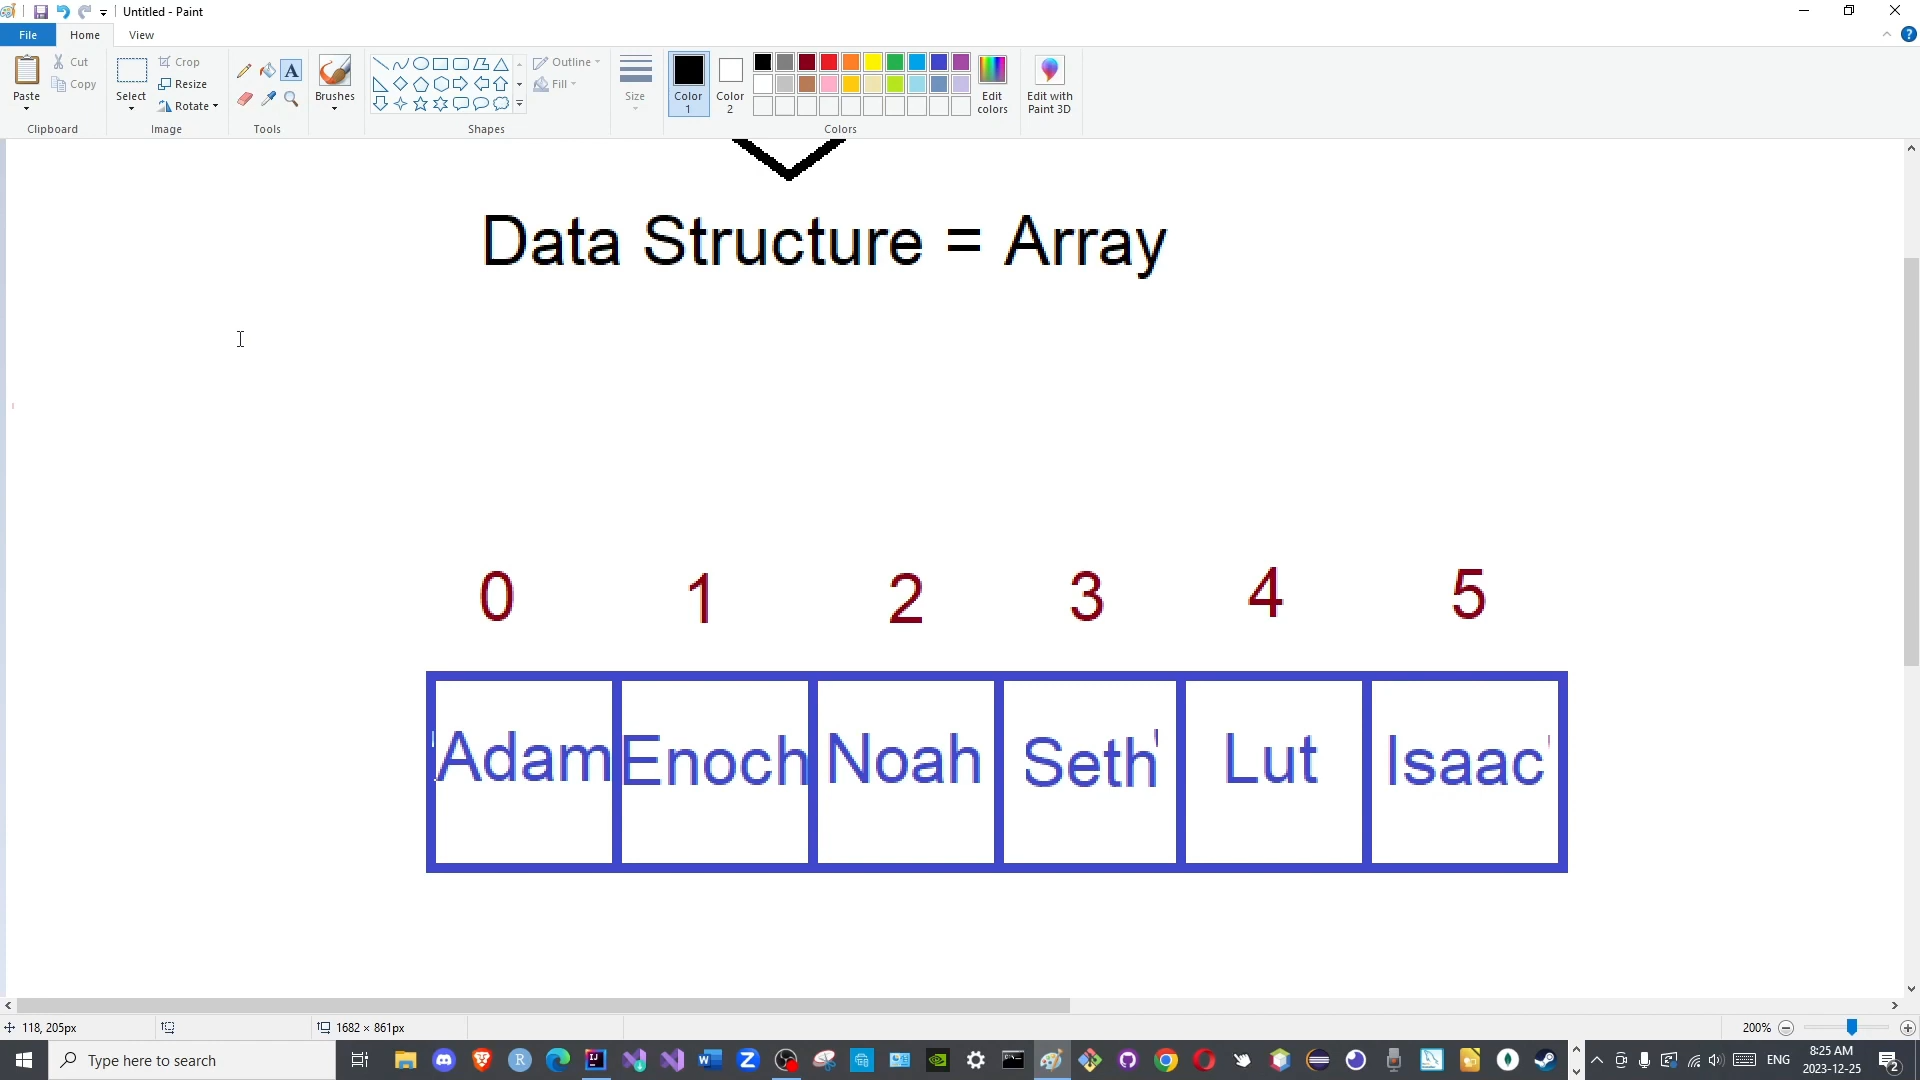 Untitled - Paint
File Home View
Paste
Cut
Copy
Clipboard
Select
Crop
Resize
Rotate
Image
Tools
Brushes
Shapes
Outline
Fill
Size
Color 1
Color 2
Edit colors
Colors
Edit with Paint 3D
Data Structure = Array
0 1 2 3 4 5
Adam Enoch Noah Seth' Lut Isaac'
118, 205px
1682 × 861px
200%
Type here to search
ENG
8:25 AM
2023-12-25
2